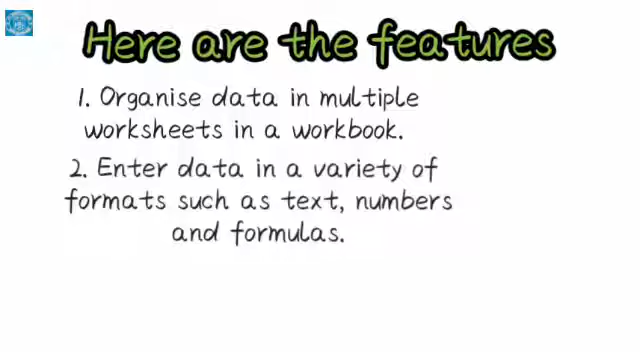 Here are the features
1. Organise data in multiple
worksheets in a workbook.
2. Enter data in a variety of
formats such as text, numbers
and formulas.